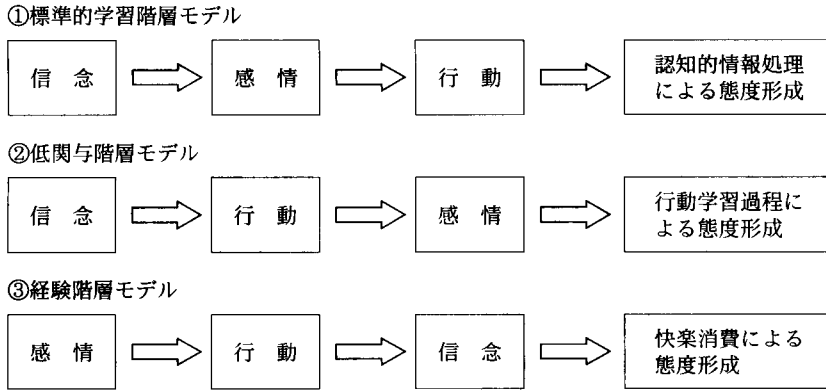 ①標準的学習階層モデル
信念
感情
行動
認知的情報処理
による態度形成
②低関与階層モデル
信念
行動
感情
行動学習過程に
よる態度形成
③経験階層モデル
感情
行動
信念
快楽消費による
態度形成